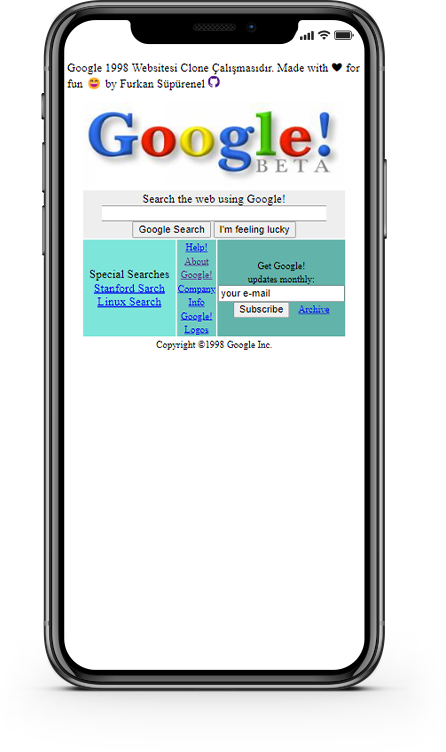 Google 1998 Websitesi Clone Çalışmasıdır. Made with ❤ for
fun 😄 by Furkan Süpürenel
Google!
BETA
Search the web using Google!
Google Search I'm feeling lucky
Special Searches
Stanford Sarch
Linux Search
Help!
About
Google!
Company
Info
Google!
Logos
Get Google!
updates monthly:
your e-mail
Subscribe Archive
Copyright ©1998 Google Inc.